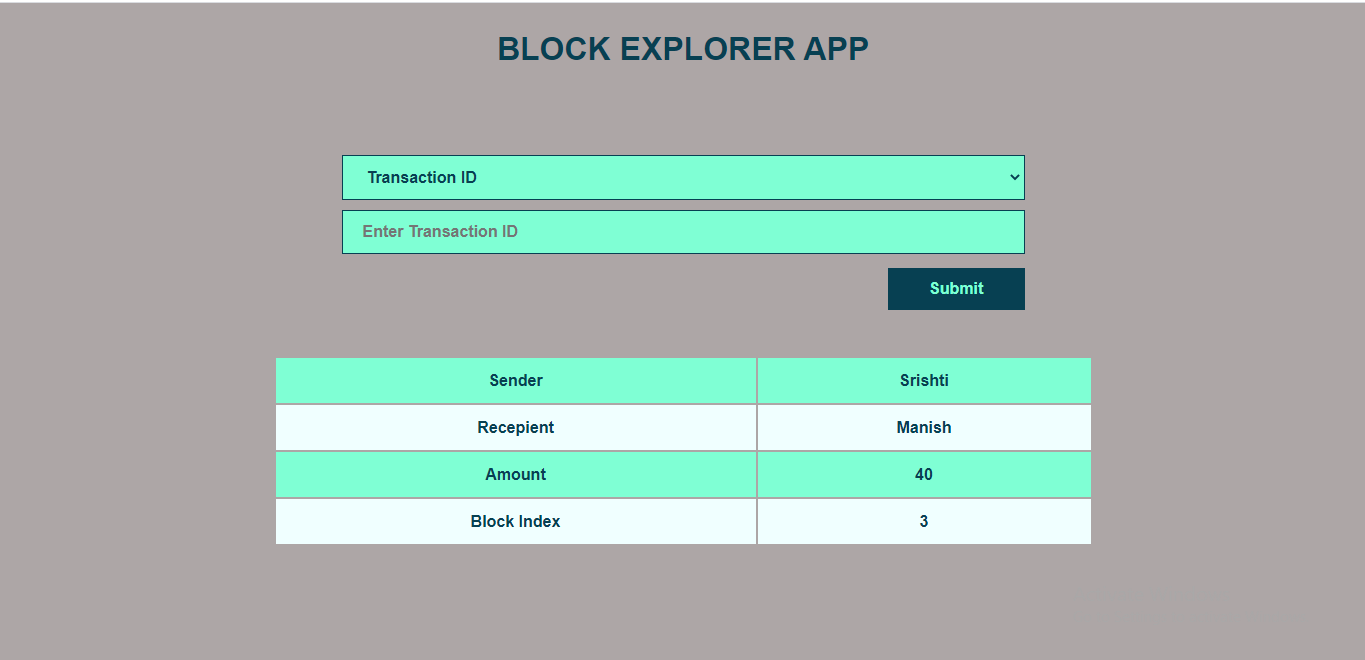 BLOCK EXPLORER APP
Transaction ID
Enter Transaction ID
Submit
Sender Srishti
Recepient Manish
Amount 40
Block Index 3